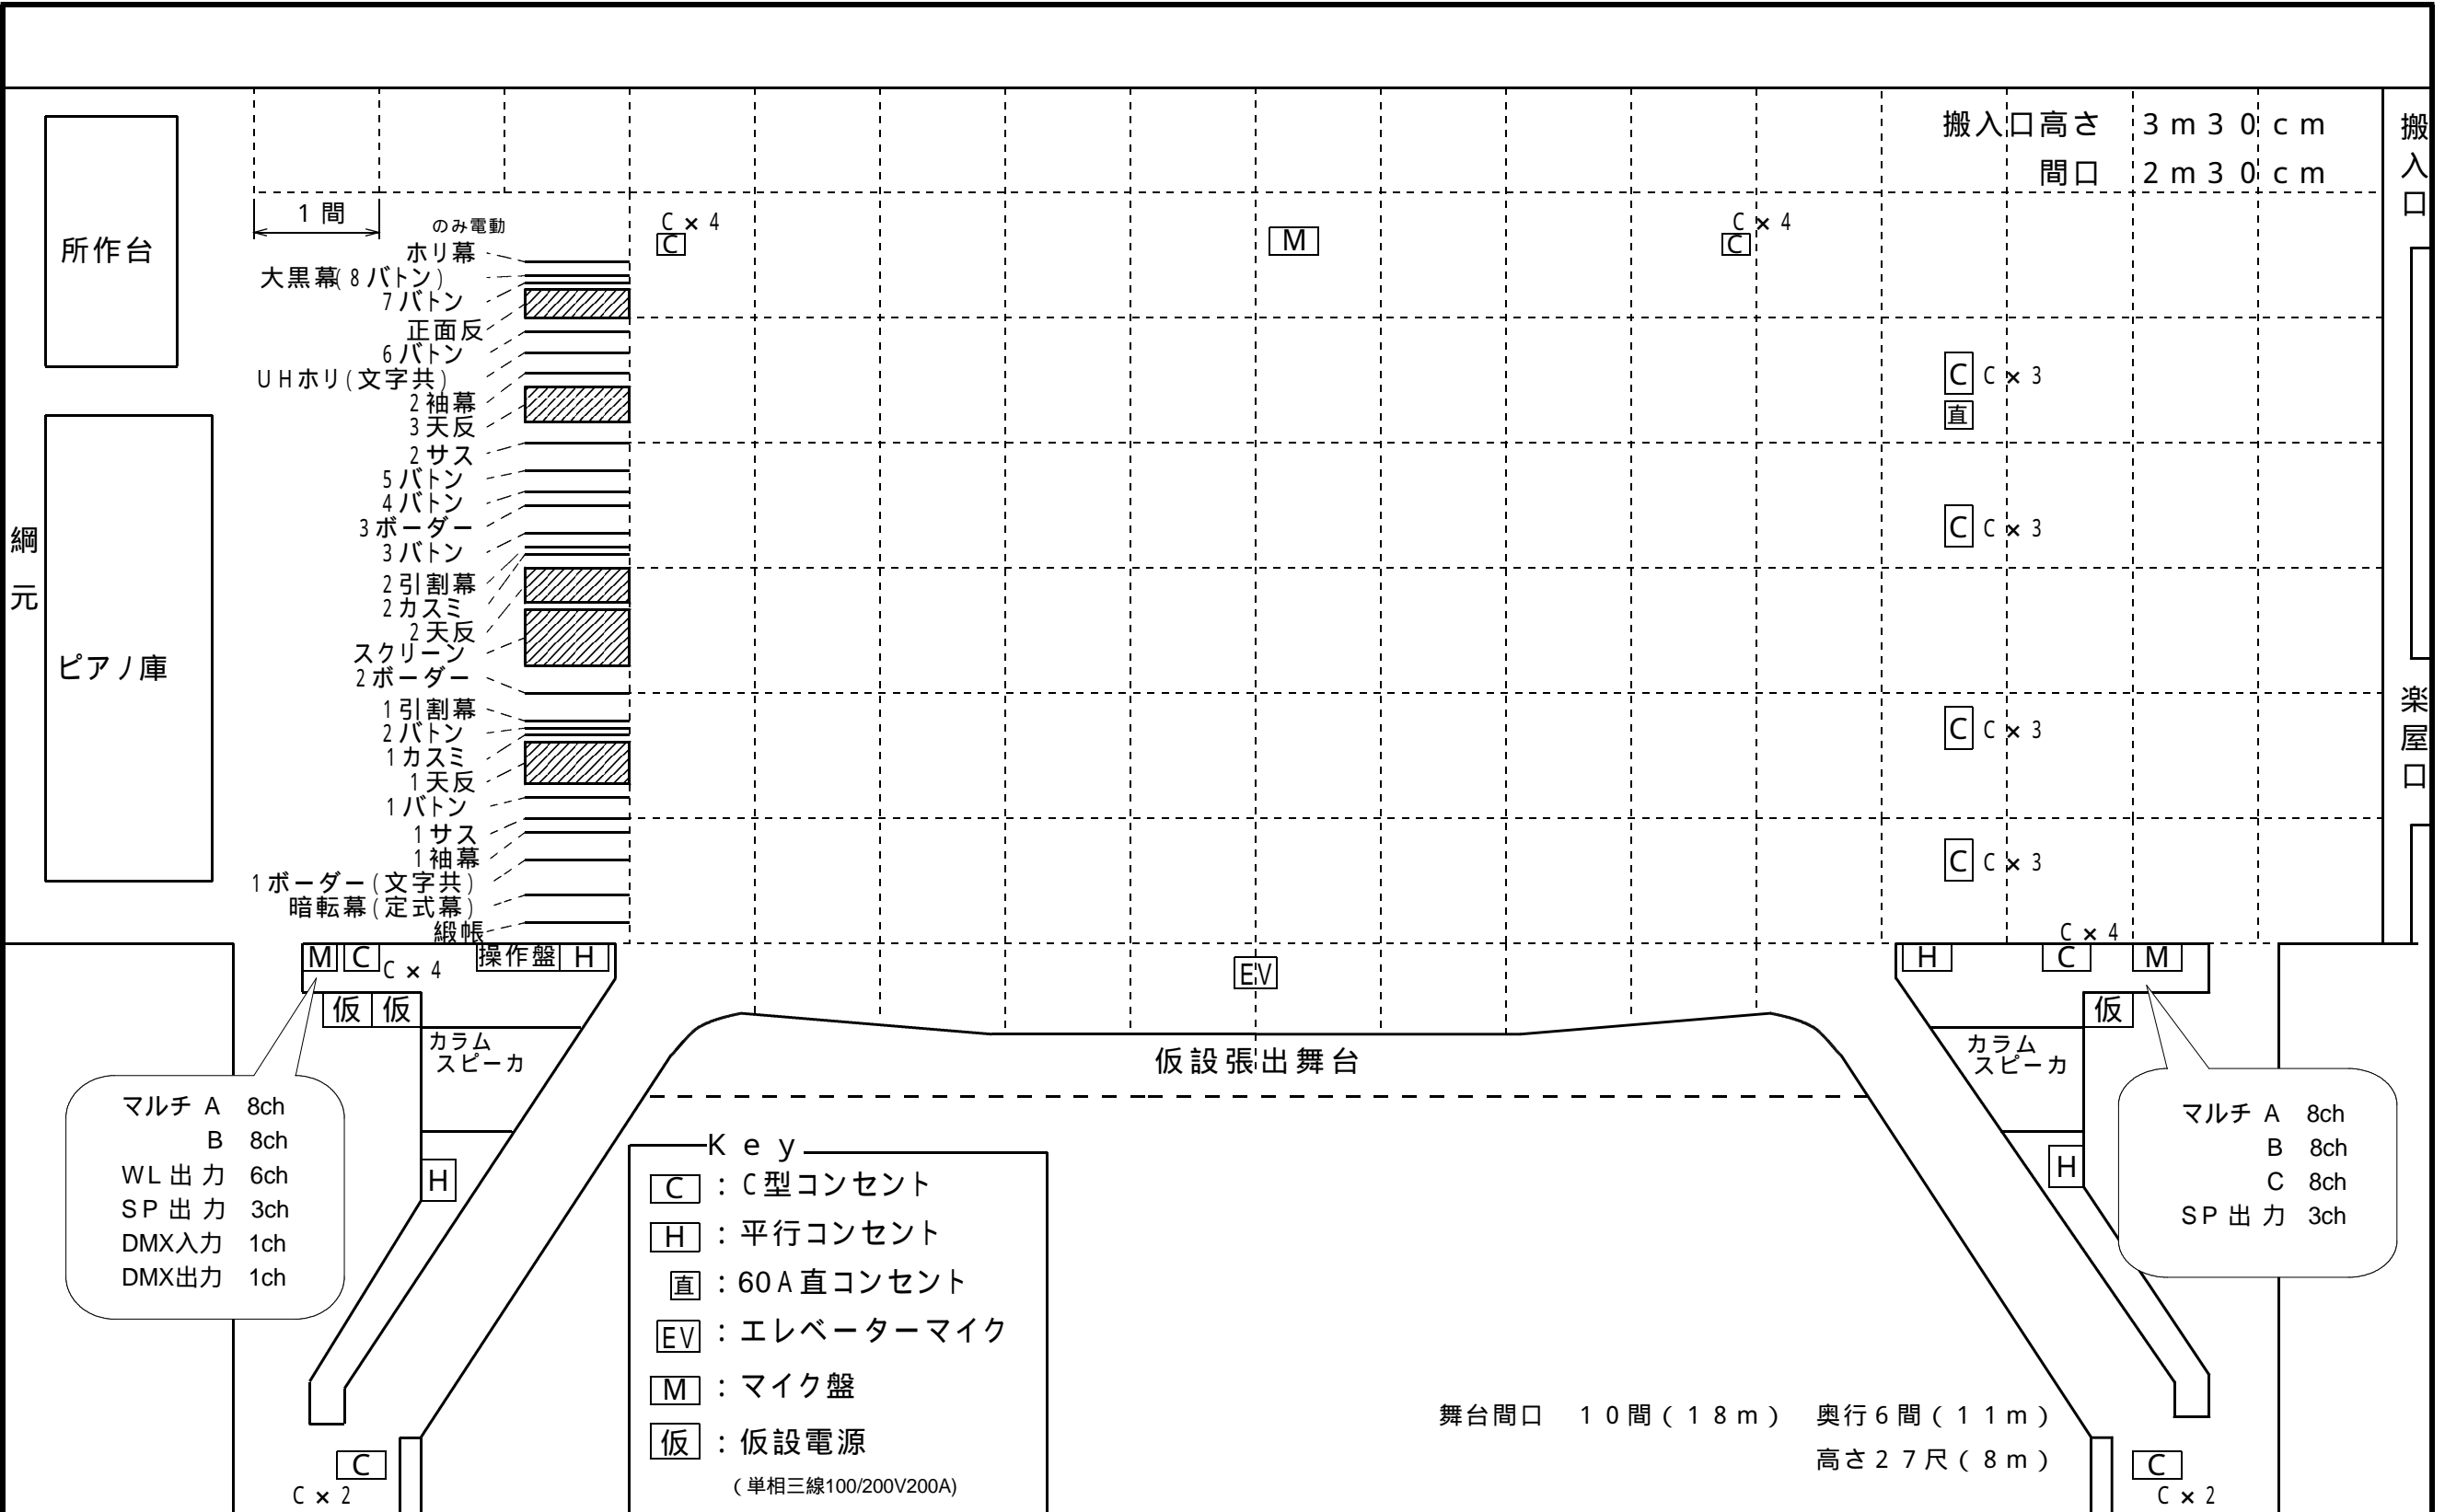 搬入口高さ 3m30cm
間口 2m30cm
搬入口
所作台
1間
のみ電動
C×4
C
M
C×4
C
ホリ幕
大黒幕(8バトン)
7バトン
正面反
6バトン
UHホリ(文字共)
2袖幕
3天反
2サス
5バトン
4バトン
3ボーダー
3バトン
2引割幕
2カスミ
2天反
スクリーン
2ボーダー
1引割幕
2バトン
1カスミ
1天反
1バトン
1サス
1袖幕
1ボーダー(文字共)
暗転幕(定式幕)
緞帳
綱元
ピアノ庫
C C×3
直
C C×3
C C×3
C C×3
楽屋口
M C C×4 操作盤 H
仮 仮
カラム
スピーカ
H
EV
仮設張出舞台
C×4
H C M
仮
カラム
スピーカ
H
マルチ A 8ch
B 8ch
WL出力 6ch
SP出力 3ch
DMX入力 1ch
DMX出力 1ch
マルチ A 8ch
B 8ch
C 8ch
SP出力 3ch
Key
C : C型コンセント
H : 平行コンセント
直 : 60A直コンセント
EV : エレベーターマイク
M : マイク盤
仮 : 仮設電源
(単相三線100/200V200A)
舞台間口 10間(18m) 奥行6間(11m)
高さ27尺(8m)
C
C×2
C
C×2